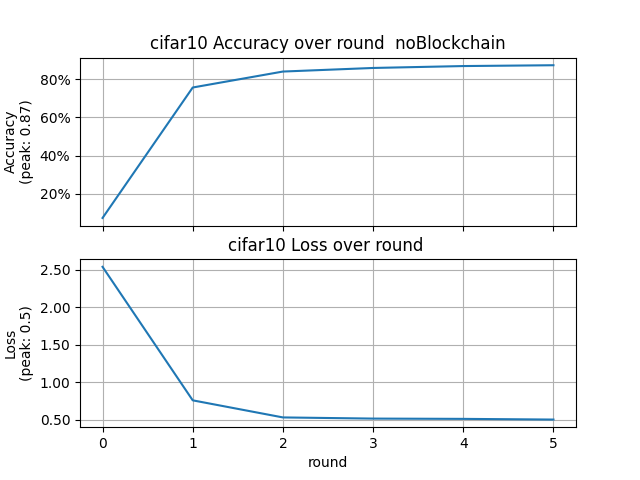 cifar10 Accuracy over round  noBlockchain
Accuracy
(peak: 0.87)
80%
60%
40%
20%
cifar10 Loss over round
Loss
(peak: 0.5)
2.50
2.00
1.50
1.00
0.50
0 1 2 3 4 5
round